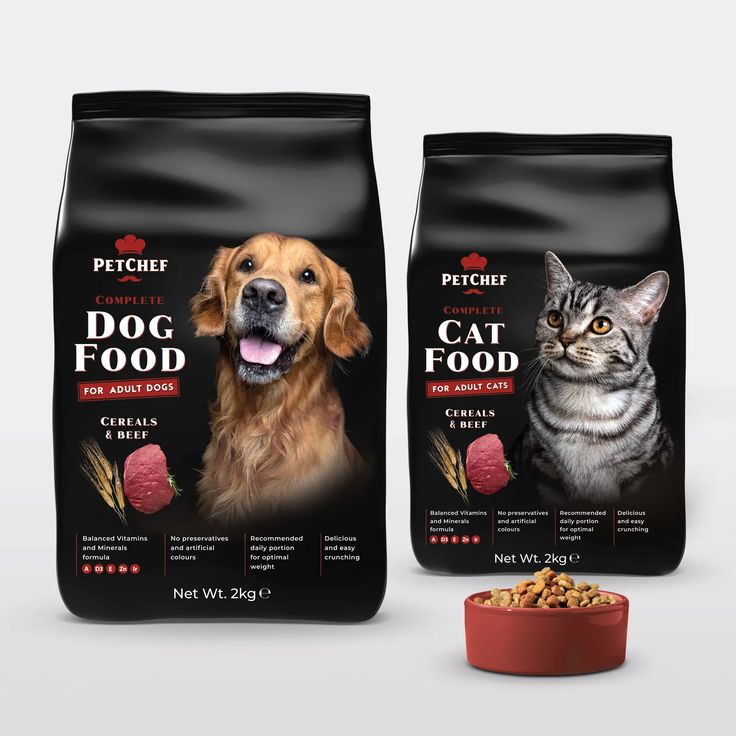 PETCHEF
COMPLETE
DOG
FOOD
FOR ADULT DOGS
CEREALS
& BEEF
Balanced Vitamins
and Minerals
formula
A D3 E Zn Ir
No preservatives
and artificial
colours
Recommended
daily portion
for optimal
weight
Delicious
and easy
crunching
Net Wt. 2kg ℮
PETCHEF
COMPLETE
CAT
FOOD
FOR ADULT CATS
CEREALS
& BEEF
Balanced Vitamins
and Minerals
formula
A D3 E Zn Ir
No preservatives
and artificial
colours
Recommended
daily portion
for optimal
weight
Delicious
and easy
crunching
Net Wt. 2kg ℮